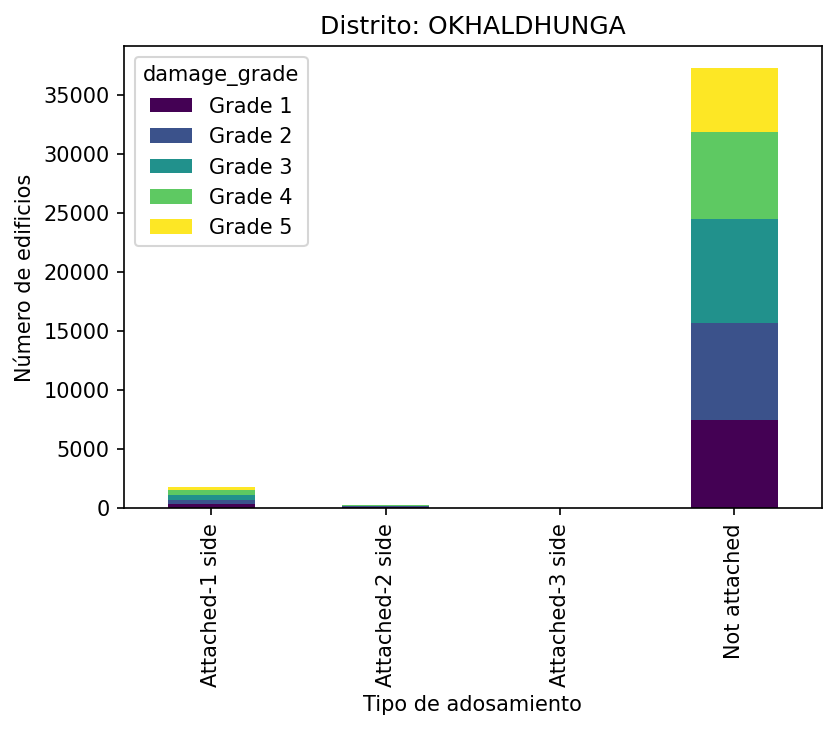 Distrito: OKHALDHUNGA
damage_grade
Grade 1
Grade 2
Grade 3
Grade 4
Grade 5
Número de edificios
35000
30000
25000
20000
15000
10000
5000
0
Attached-1 side
Attached-2 side
Attached-3 side
Not attached
Tipo de adosamiento